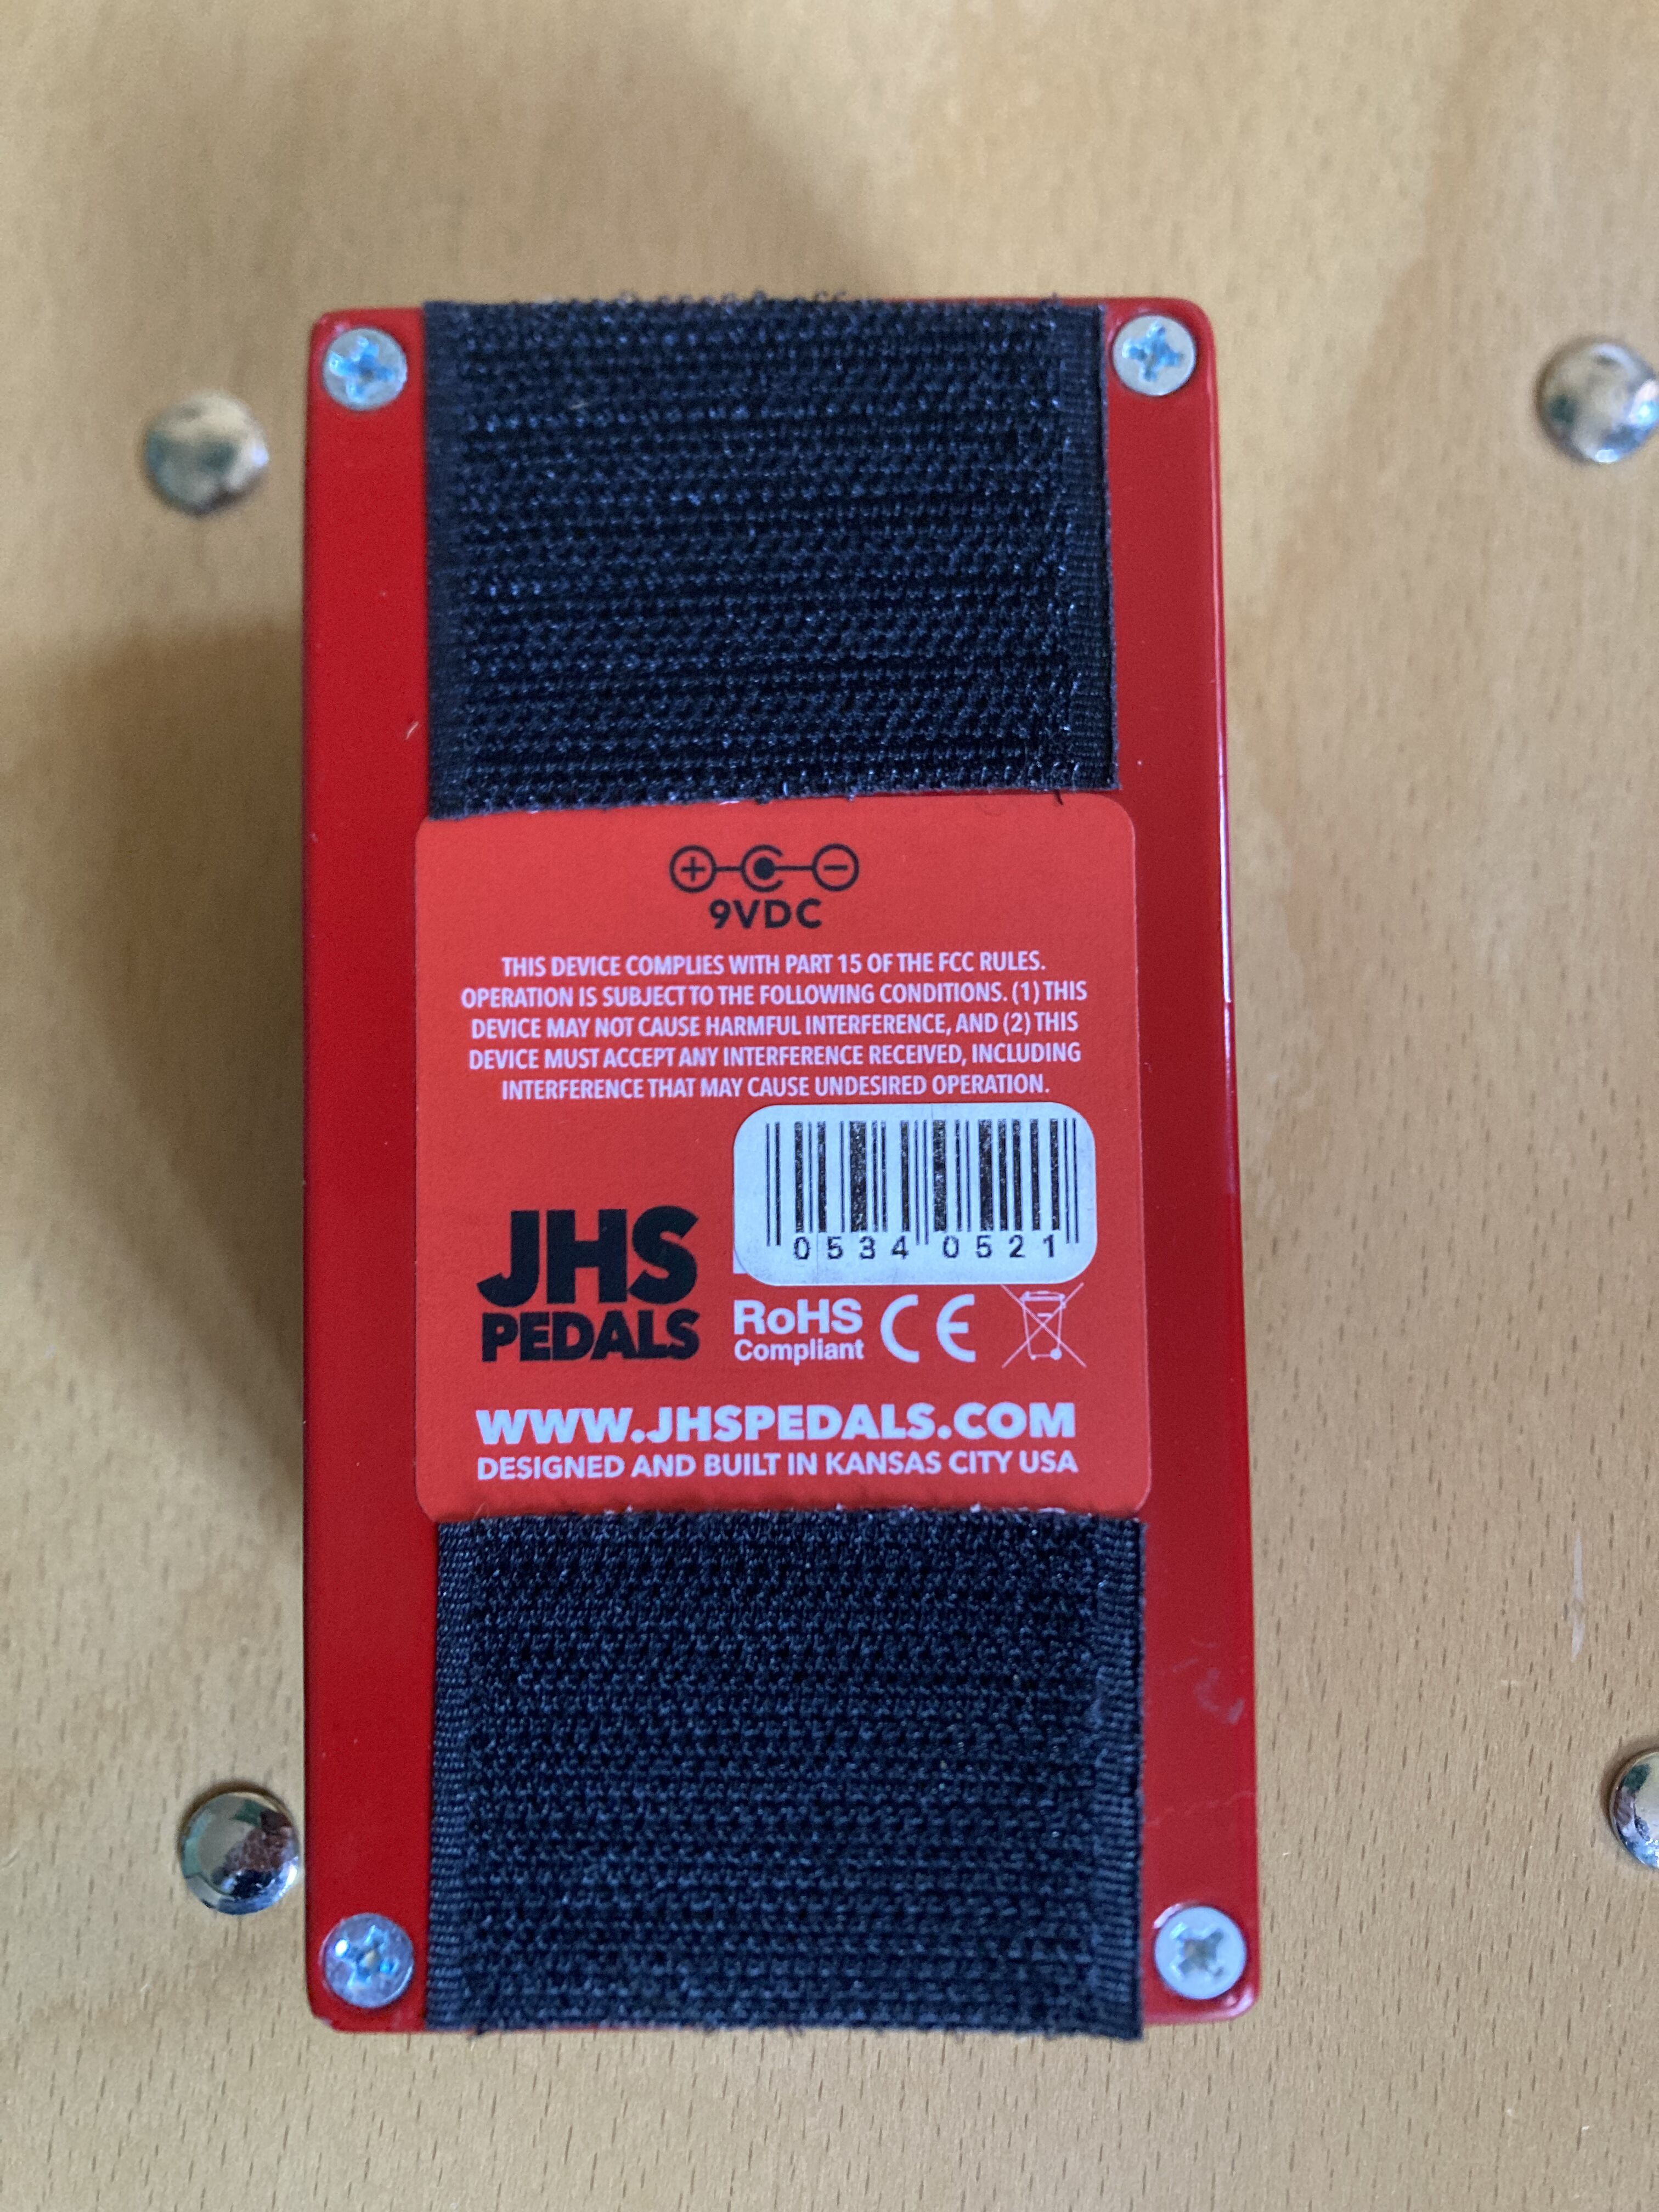 9VDC
THIS DEVICE COMPLIES WITH PART 15 OF THE FCC RULES.
OPERATION IS SUBJECT TO THE FOLLOWING CONDITIONS. (1) THIS
DEVICE MAY NOT CAUSE HARMFUL INTERFERENCE, AND (2) THIS
DEVICE MUST ACCEPT ANY INTERFERENCE RECEIVED, INCLUDING
INTERFERENCE THAT MAY CAUSE UNDESIRED OPERATION.
0534 0521
JHS
PEDALS
RoHS
Compliant
CE
WWW.JHSPEDALS.COM
DESIGNED AND BUILT IN KANSAS CITY USA